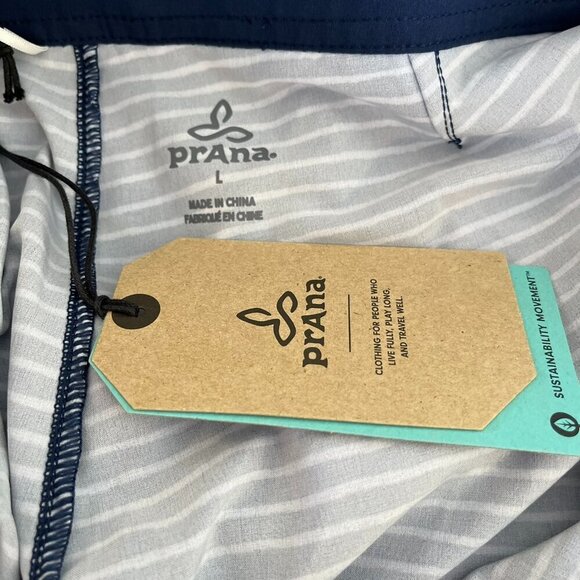 prAna
L
MADE IN CHINA
FABRIQUÉ EN CHINE
prAna
CLOTHING FOR PEOPLE WHO
LIVE FULLY, PLAY LONG,
AND TRAVEL WELL.
SUSTAINABILITY MOVEMENT™